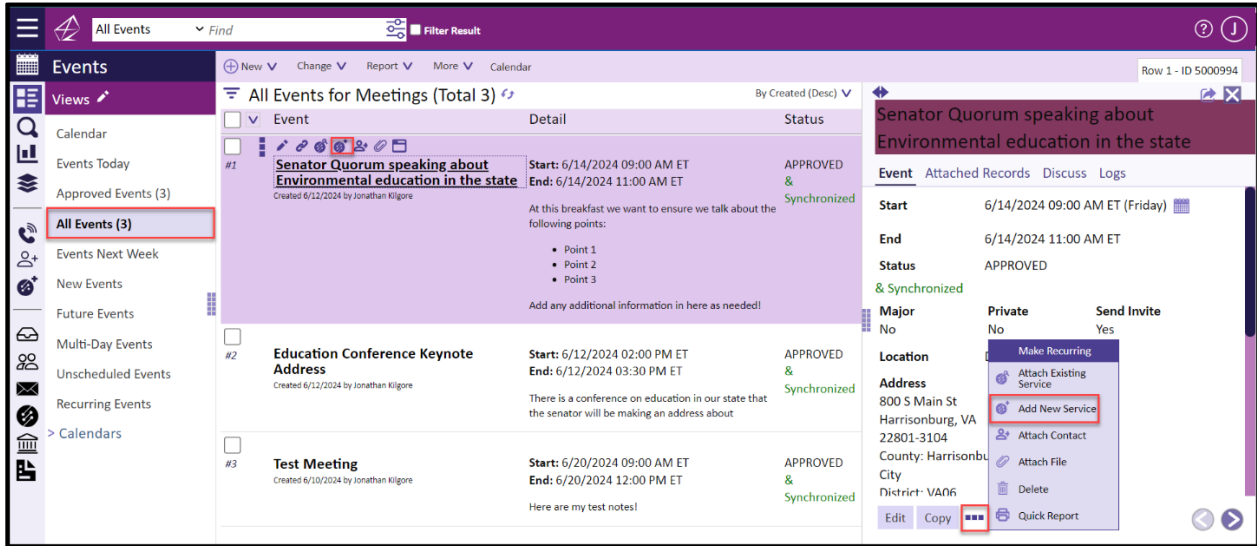 All Events
Find
Filter Result
?
J
Events
New
Change
Report
More
Calendar
Row 1 - ID 5000994
Views
Calendar
Events Today
Approved Events (3)
All Events (3)
Events Next Week
New Events
Future Events
Multi-Day Events
Unscheduled Events
Recurring Events
> Calendars
All Events for Meetings (Total 3)
By Created (Desc)
Event
Detail
Status
#1
Senator Quorum speaking about
Environmental education in the state
Created 6/12/2024 by Jonathan Kilgore
Start: 6/14/2024 09:00 AM ET
End: 6/14/2024 11:00 AM ET
At this breakfast we want to ensure we talk about the
following points:
• Point 1
• Point 2
• Point 3
Add any additional information in here as needed!
APPROVED
&
Synchronized
#2
Education Conference Keynote
Address
Created 6/12/2024 by Jonathan Kilgore
Start: 6/12/2024 02:00 PM ET
End: 6/12/2024 03:30 PM ET
There is a conference on education in our state that
the senator will be making an address about
APPROVED
&
Synchronized
#3
Test Meeting
Created 6/10/2024 by Jonathan Kilgore
Start: 6/20/2024 09:00 AM ET
End: 6/20/2024 12:00 PM ET
Here are my test notes!
APPROVED
&
Synchronized
Senator Quorum speaking about
Environmental education in the state
Event
Attached Records
Discuss
Logs
Start
6/14/2024 09:00 AM ET (Friday)
End
6/14/2024 11:00 AM ET
Status
APPROVED
& Synchronized
Major
Private
Send Invite
No
No
Yes
Location
Address
800 S Main St
Harrisonburg, VA
22801-3104
County: Harrisonbu
City
District: VA06
Make Recurring
Attach Existing
Service
Add New Service
Attach Contact
Attach File
Delete
Quick Report
Edit
Copy